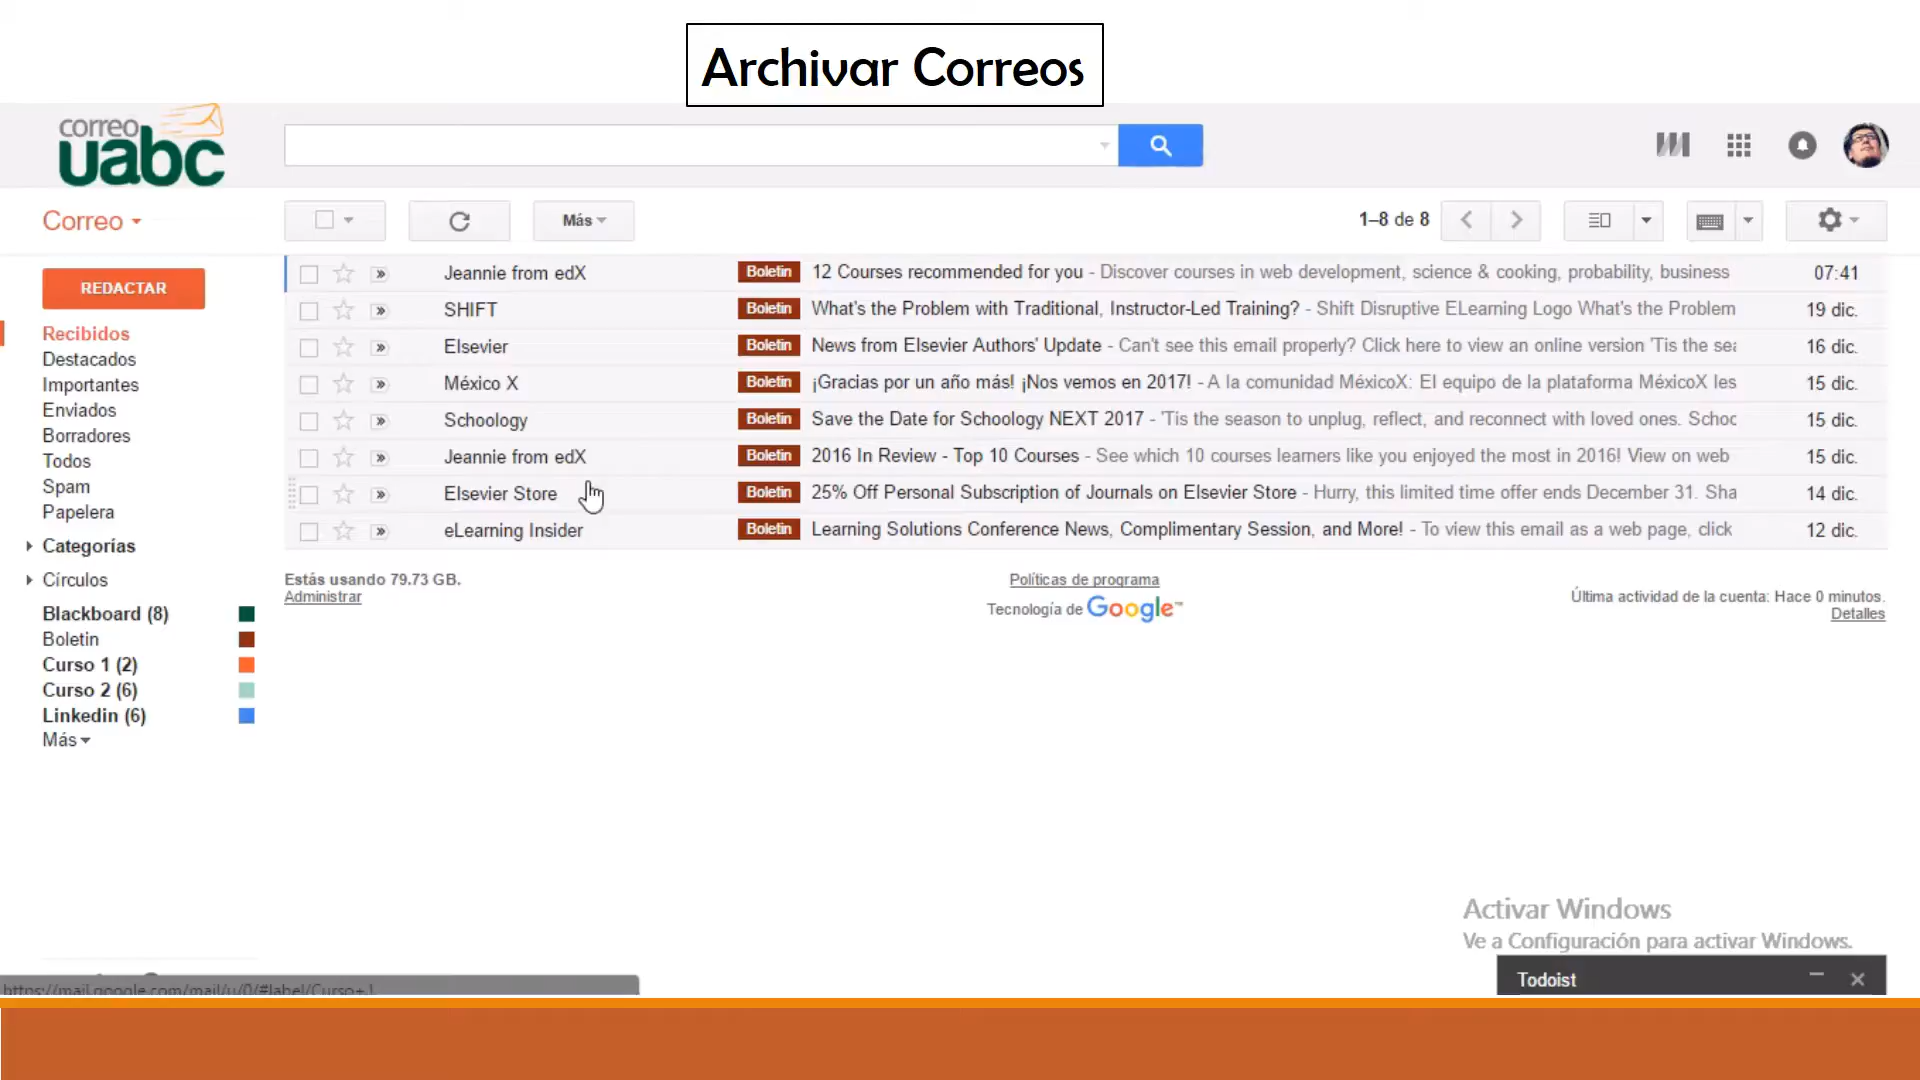 Archivar Correos
correo
uabc
Correo
Más
1–8 de 8
REDACTAR
Recibidos
Destacados
Importantes
Enviados
Borradores
Todos
Spam
Papelera
Categorías
Círculos
Blackboard (8)
Boletin
Curso 1 (2)
Curso 2 (6)
Linkedin (6)
Más
Jeannie from edX Boletin 12 Courses recommended for you - Discover courses in web development, science & cooking, probability, business 07:41
SHIFT Boletin What's the Problem with Traditional, Instructor-Led Training? - Shift Disruptive ELearning Logo What's the Problem 19 dic.
Elsevier Boletin News from Elsevier Authors' Update - Can't see this email properly? Click here to view an online version 'Tis the sea 16 dic.
México X Boletin ¡Gracias por un año más! ¡Nos vemos en 2017! - A la comunidad MéxicoX: El equipo de la plataforma MéxicoX les 15 dic.
Schoology Boletin Save the Date for Schoology NEXT 2017 - 'Tis the season to unplug, reflect, and reconnect with loved ones. Schoc 15 dic.
Jeannie from edX Boletin 2016 In Review - Top 10 Courses - See which 10 courses learners like you enjoyed the most in 2016! View on web 15 dic.
Elsevier Store Boletin 25% Off Personal Subscription of Journals on Elsevier Store - Hurry, this limited time offer ends December 31. Sha 14 dic.
eLearning Insider Boletin Learning Solutions Conference News, Complimentary Session, and More! - To view this email as a web page, click 12 dic.
Estás usando 79.73 GB.
Administrar
Políticas de programa
Tecnología de Google™
Última actividad de la cuenta: Hace 0 minutos.
Detalles
Activar Windows
Ve a Configuración para activar Windows.
Todoist
https://mail.google.com/mail/u/0/#label/Curso+1